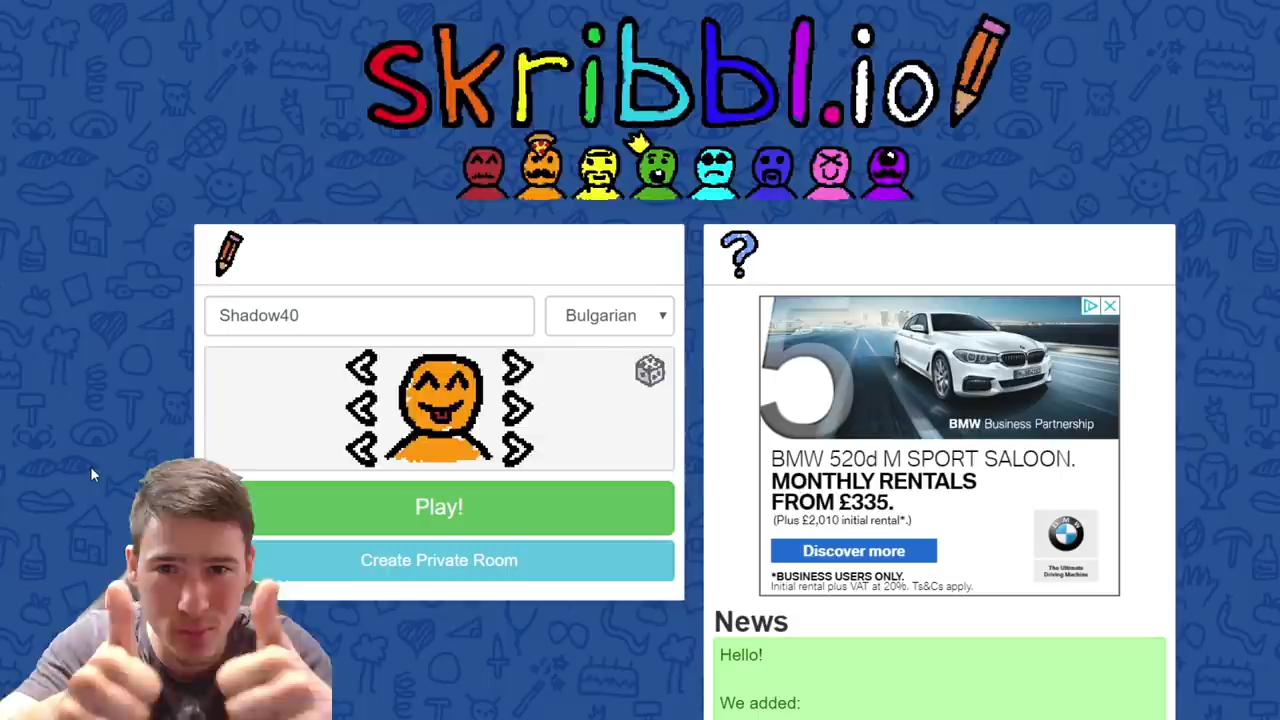 skribbl.io
Shadow40
Bulgarian
Play!
Create Private Room
?
5
BMW Business Partnership
BMW 520d M SPORT SALOON.
MONTHLY RENTALS
FROM £335.
(Plus £2,010 initial rental*.)
Discover more
BMW
The Ultimate
Driving Machine
*BUSINESS USERS ONLY.
Initial rental plus VAT at 20%. Ts&Cs apply.
News
Hello!
We added: